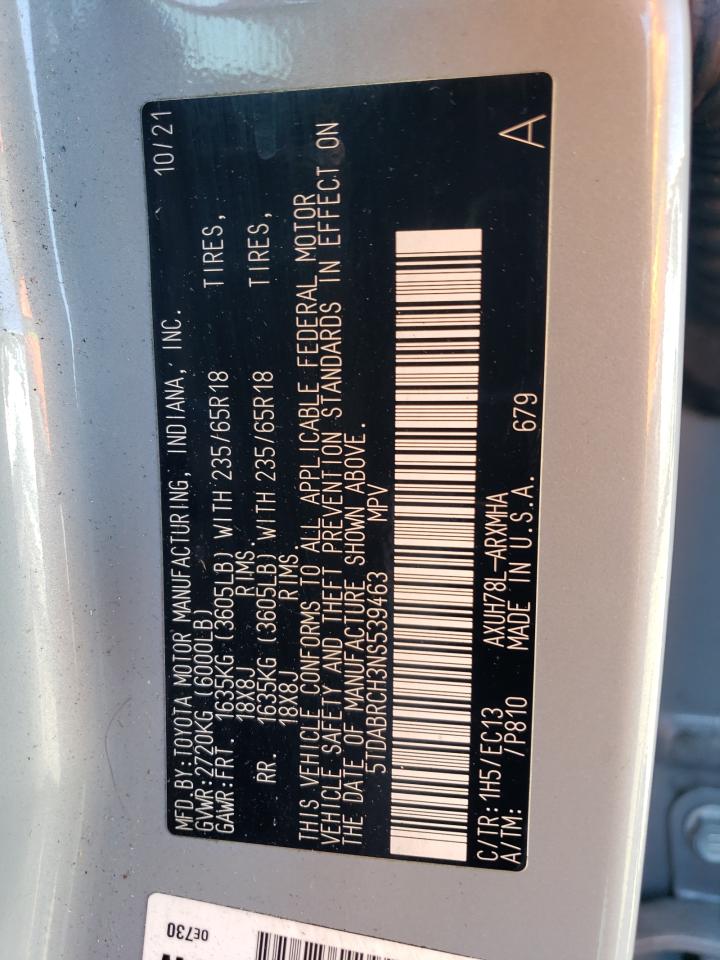 MFD.BY:TOYOTA MOTOR MANUFACTURING, INDIANA, INC. 10/21
GVWR:2720KG (6000LB)
GAWR:FRT. 1635KG (3605LB) WITH 235/65R18 TIRES,
18X8J RIMS.
RR. 1635KG (3605LB) WITH 235/65R18 TIRES,
18X8J RIMS.
THIS VEHICLE CONFORMS TO ALL APPLICABLE FEDERAL MOTOR
VEHICLE SAFETY AND THEFT PREVENTION STANDARDS IN EFFECT ON
THE DATE OF MANUFACTURE SHOWN ABOVE.
5TDABRCH3NS539463 MPV
C/TR:1H5/EC13 AXUH78L-ARXMHA
A/TM: /P810 MADE IN U.S.A. 679 A
OE730